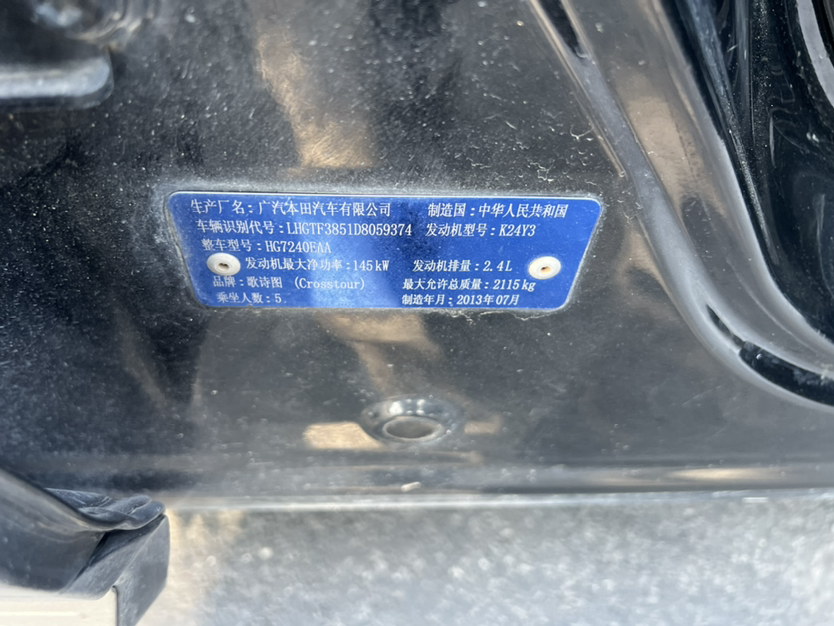 生产厂名：广汽本田汽车有限公司 制造国：中华人民共和国
车辆识别代号：LHGTF3851D8059374 发动机型号：K24Y3
整车型号：HG7240EAA
发动机最大净功率：145kW 发动机排量：2.4L
品牌：歌诗图 (Crosstour) 最大允许总质量：2115kg
乘坐人数：5 制造年月：2013年07月